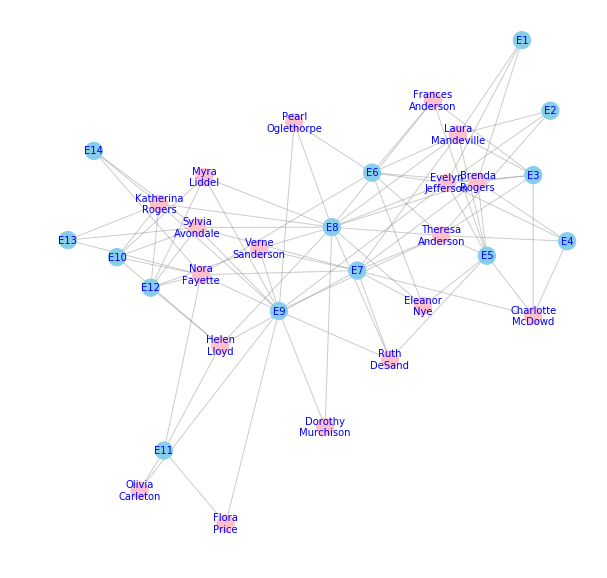 E1
Frances
Anderson
E2
Pearl
Oglethorpe
Laura
Mandeville
E14
E6
E3
Myra
Liddel
Evelyn
Jefferson
Brenda
Rogers
Katherina
Rogers
Sylvia
Avondale
E8
Theresa
Anderson
E13
E4
Verne
Sanderson
E10
E5
Nora
Fayette
E7
E12
Eleanor
Nye
E9
Charlotte
McDowd
Helen
Lloyd
Ruth
DeSand
Dorothy
Murchison
E11
Olivia
Carleton
Flora
Price